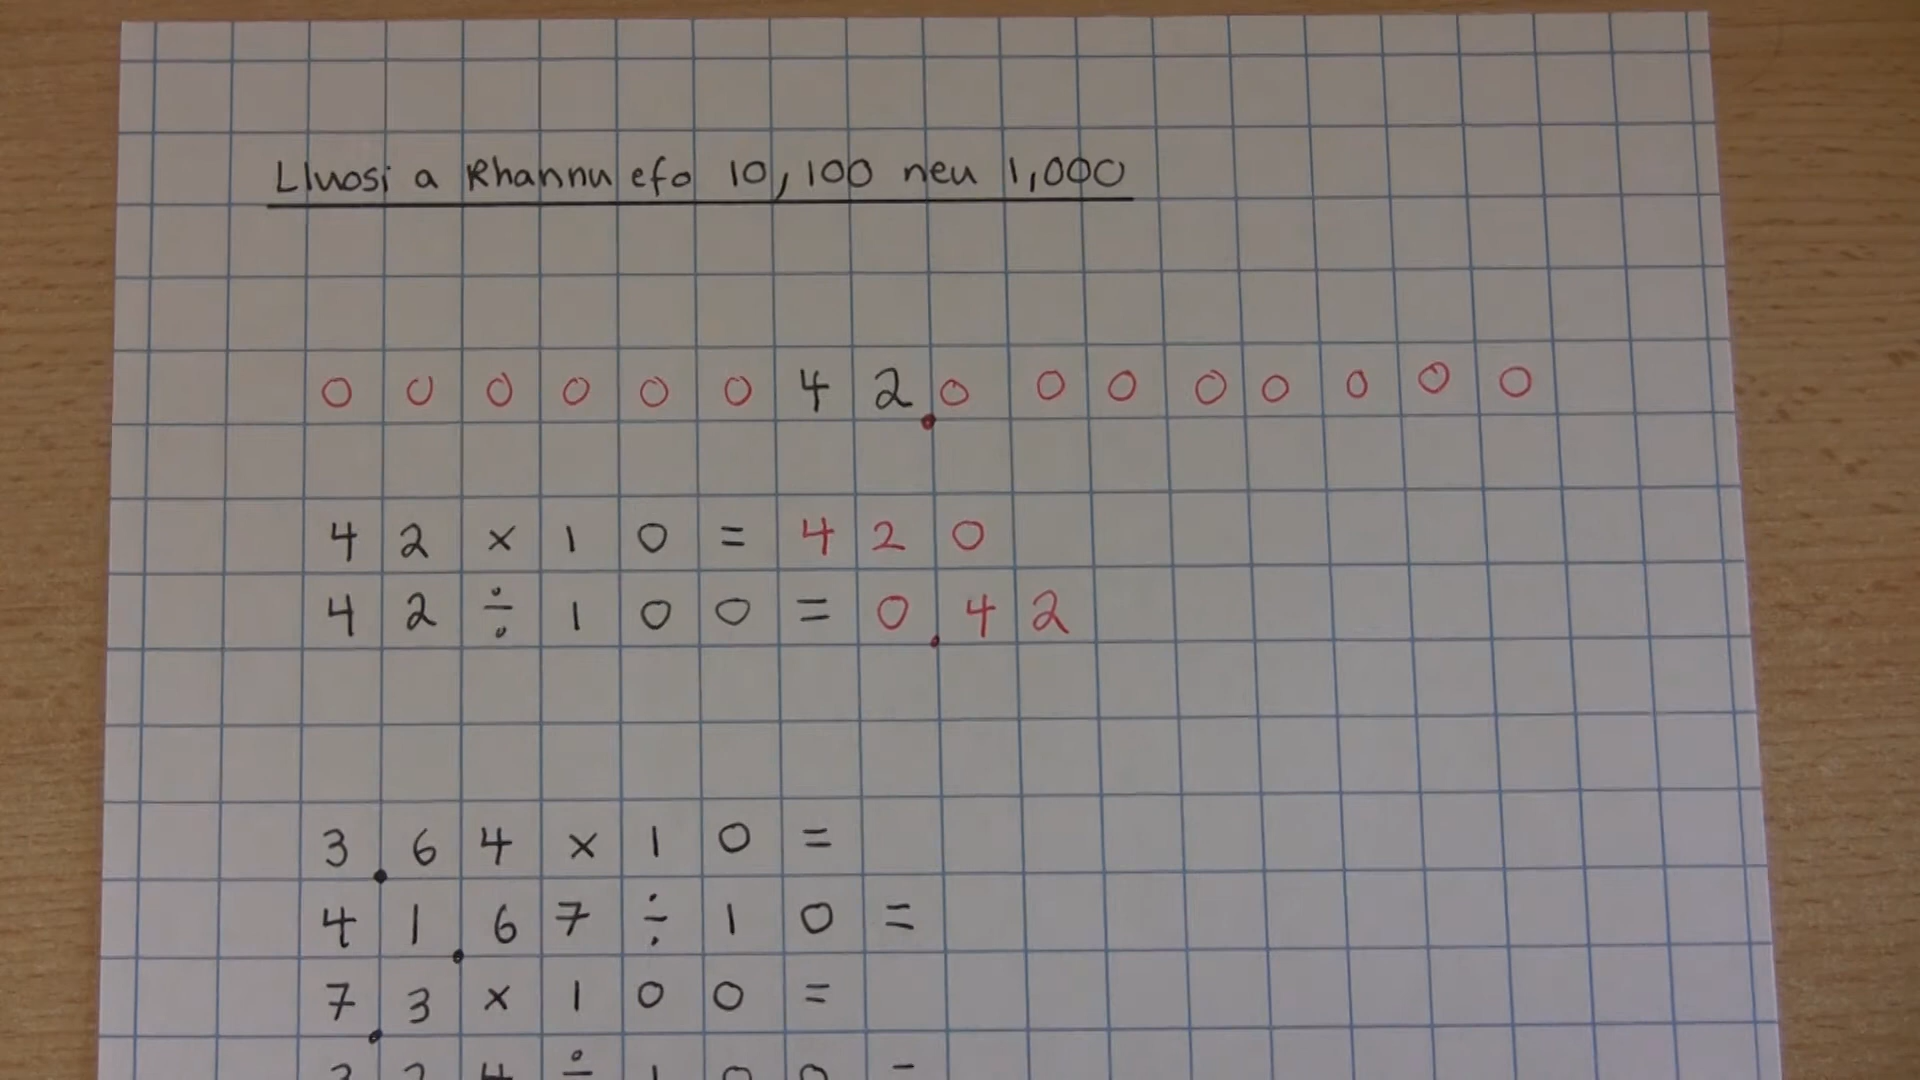 Lluosi a Rhannu efo 10, 100 neu 1,000
0 0 0 0 0 0 4 2 . 0 0 0 0 0 0 0 0
4 2 × 1 0 = 4 2 0
4 2 ÷ 1 0 0 = 0 . 4 2
3 . 6 4 × 1 0 =
4 1 . 6 7 ÷ 1 0 =
7 . 3 × 1 0 0 =